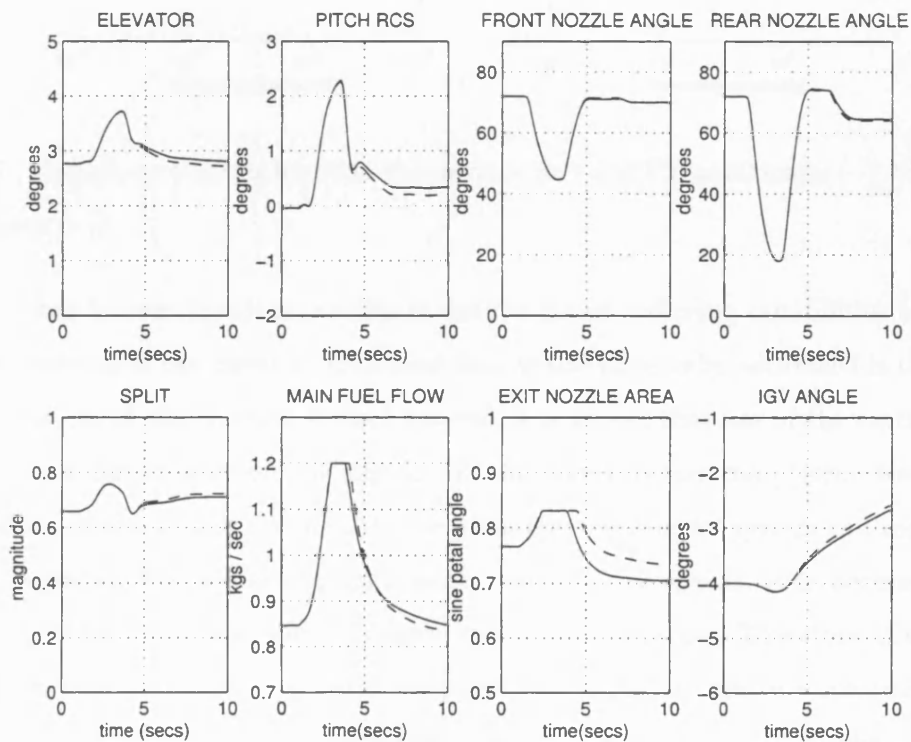 ELEVATOR
PITCH RCS
FRONT NOZZLE ANGLE
REAR NOZZLE ANGLE
degrees
5
4
3
2
1
0
0
5
10
time(secs)
degrees
3
2
1
0
-1
-2
0
5
10
time(secs)
degrees
80
60
40
20
0
0
5
10
time(secs)
degrees
80
60
40
20
0
0
5
10
time(secs)
SPLIT
MAIN FUEL FLOW
EXIT NOZZLE AREA
IGV ANGLE
magnitude
1
0.8
0.6
0.4
0.2
0
0
5
10
time (secs)
kgs / sec
1.2
1.1
1
0.9
0.8
0.7
0
5
10
time(secs)
sine petal angle
1
0.9
0.8
0.7
0.6
0.5
0
5
10
time(secs)
degrees
-1
-2
-3
-4
-5
-6
0
5
10
time(secs)